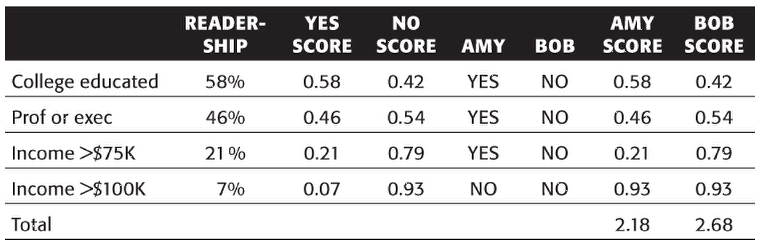 READER-SHIP YES SCORE NO SCORE AMY BOB AMY SCORE BOB SCORE
College educated 58% 0.58 0.42 YES NO 0.58 0.42
Prof or exec 46% 0.46 0.54 YES NO 0.46 0.54
Income >$75K 21% 0.21 0.79 YES NO 0.21 0.79
Income >$100K 7% 0.07 0.93 NO NO 0.93 0.93
Total 2.18 2.68